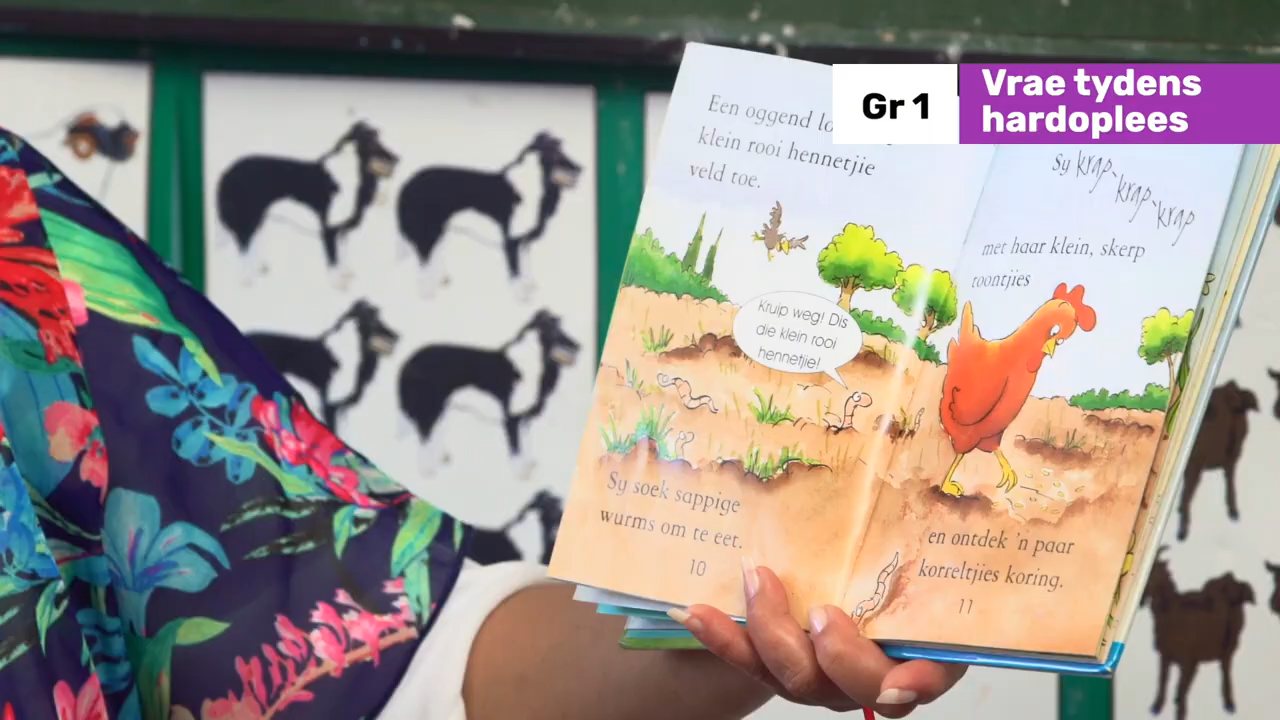 Gr 1
Vrae tydens
hardoplees
Een oggend
klein rooi hennetjie
veld toe.
Kruip weg! Dis
die klein rooi
hennetjie!
Sy soek sappige
wurms om te eet.
10
Sy krap, krap, krap
met haar klein, skerp
toontjies
en ontdek 'n paar
korreltjies koring.
11